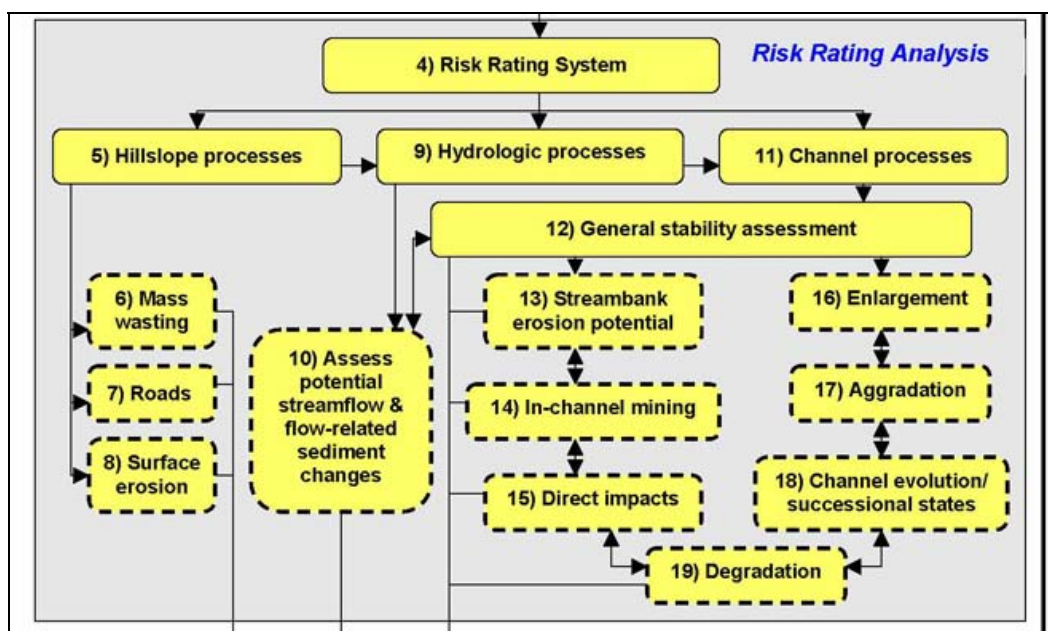 Risk Rating Analysis
4) Risk Rating System
5) Hillslope processes
9) Hydrologic processes
11) Channel processes
12) General stability assessment
6) Mass
wasting
7) Roads
8) Surface
erosion
10) Assess
potential
streamflow &
flow-related
sediment
changes
13) Streambank
erosion potential
14) In-channel mining
15) Direct impacts
16) Enlargement
17) Aggradation
18) Channel evolution/
successional states
19) Degradation